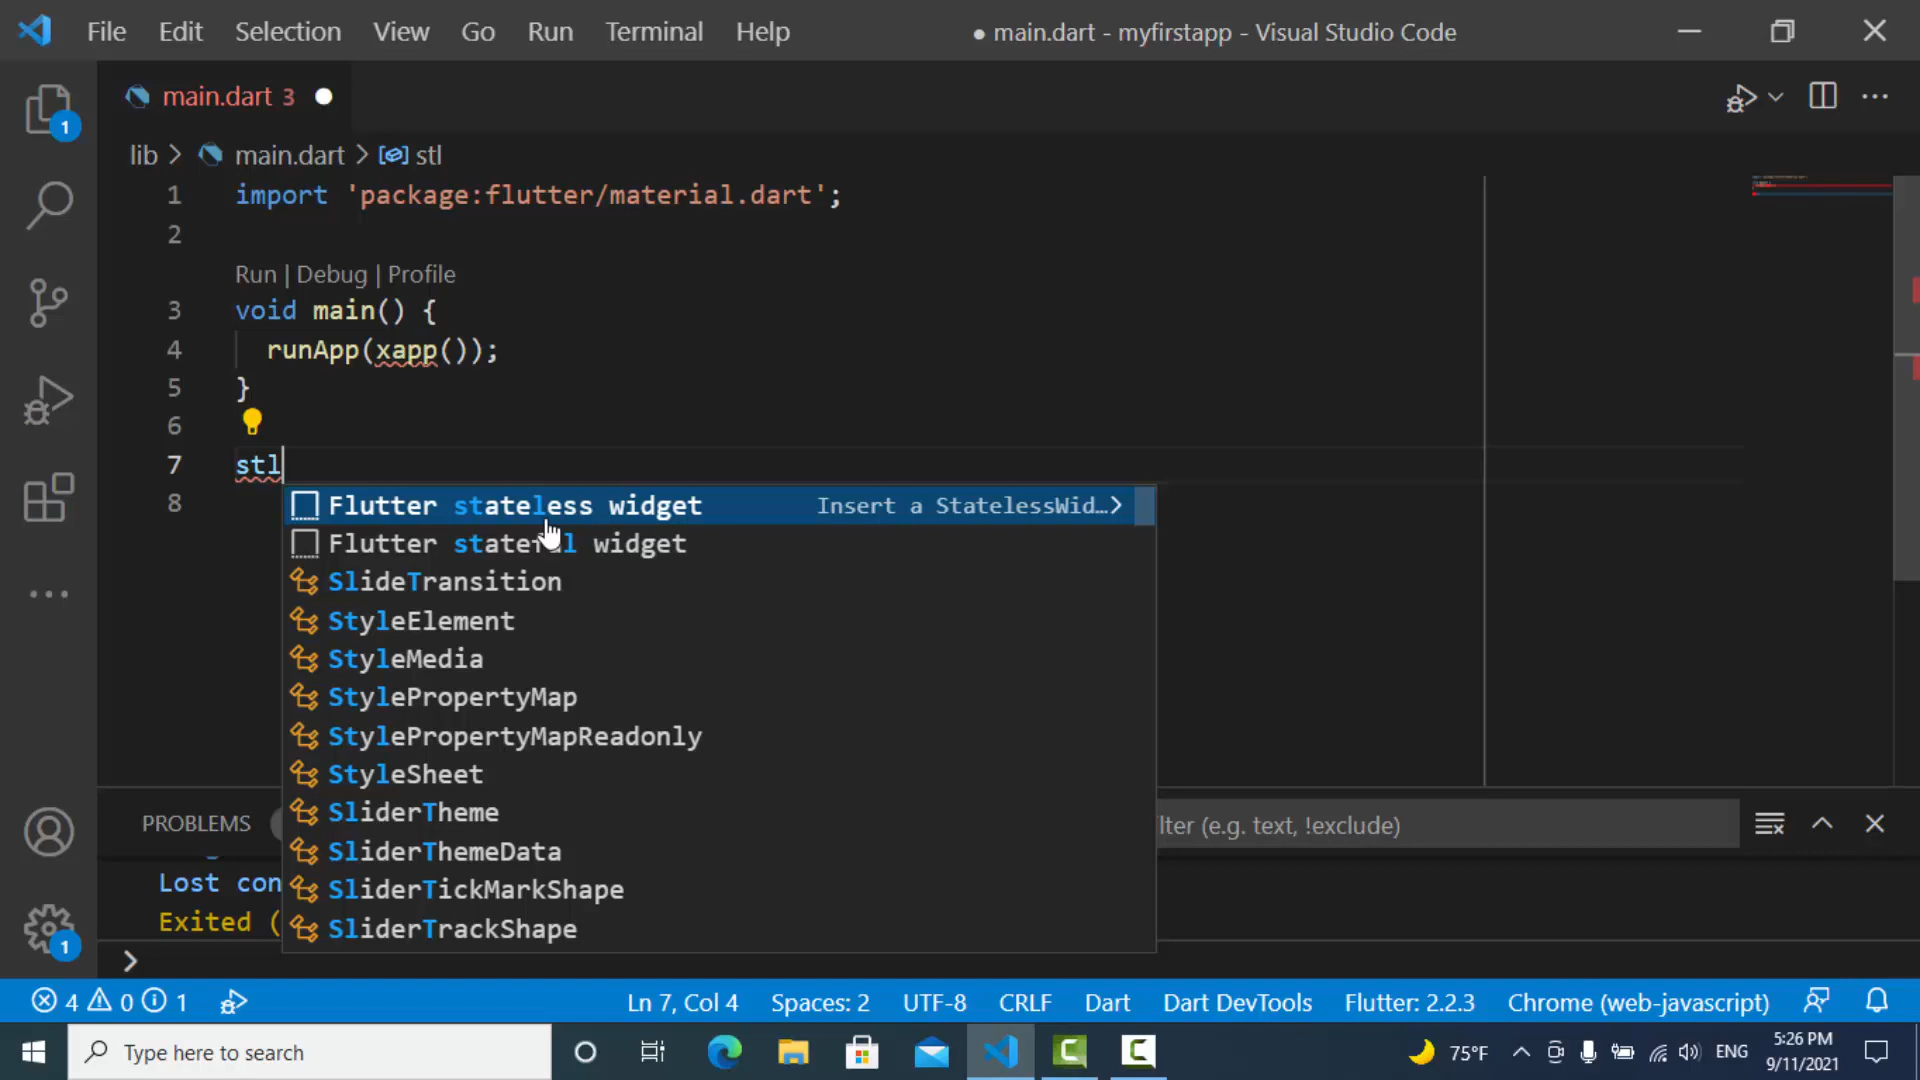 File Edit Selection View Go Run Terminal Help ● main.dart - myfirstapp - Visual Studio Code
main.dart 3 ●
lib > main.dart > stl
1 import 'package:flutter/material.dart';
2
Run | Debug | Profile
3 void main() {
4 runApp(xapp());
5 }
6
7 stl
8
Flutter stateless widget Insert a StatelessWid…>
Flutter stateful widget
SlideTransition
StyleElement
StyleMedia
StylePropertyMap
StylePropertyMapReadonly
StyleSheet
SliderTheme
SliderThemeData
SliderTickMarkShape
SliderTrackShape
PROBLEMS lter (e.g. text, !exclude)
Lost con
Exited (
>
4 0 1 Ln 7, Col 4 Spaces: 2 UTF-8 CRLF Dart Dart DevTools Flutter: 2.2.3 Chrome (web-javascript)
Type here to search 75°F ENG 5:26 PM
9/11/2021
1
1